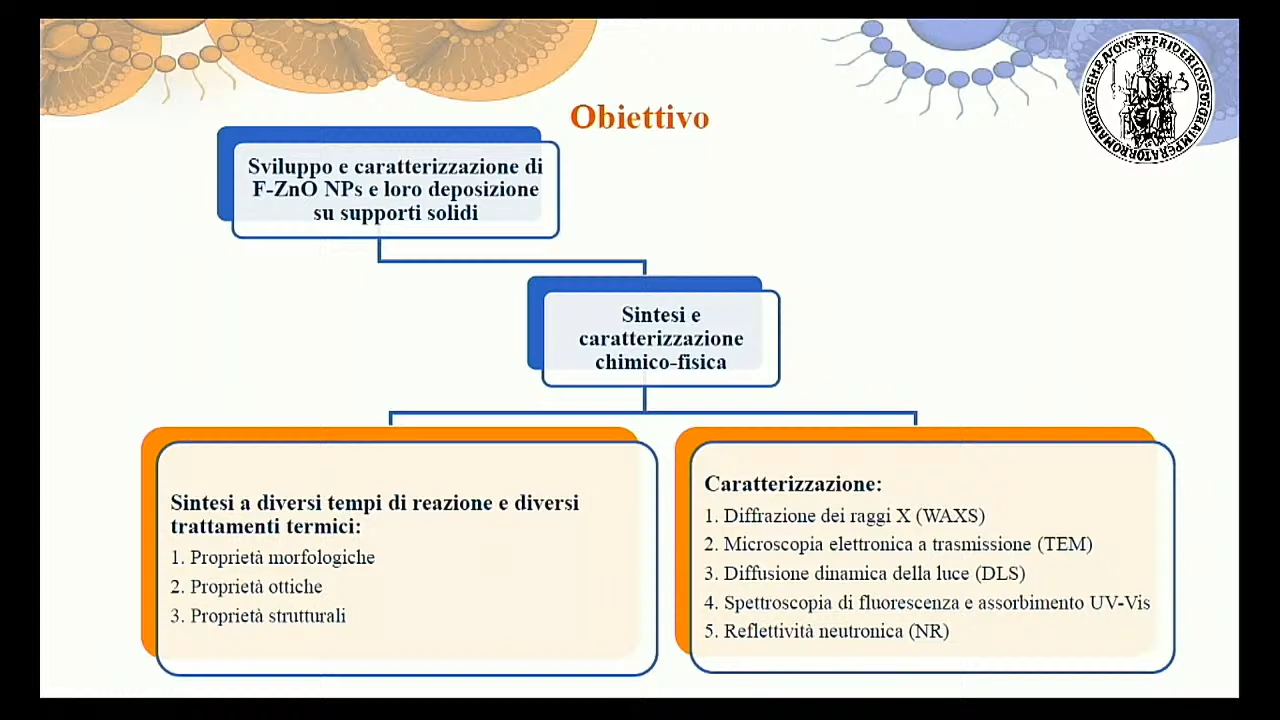 Obiettivo
Sviluppo e caratterizzazione di
F-ZnO NPs e loro deposizione
su supporti solidi
Sintesi e
caratterizzazione
chimico-fisica
Sintesi a diversi tempi di reazione e diversi
trattamenti termici:
1. Proprietà morfologiche
2. Proprietà ottiche
3. Proprietà strutturali
Caratterizzazione:
1. Diffrazione dei raggi X (WAXS)
2. Microscopia elettronica a trasmissione (TEM)
3. Diffusione dinamica della luce (DLS)
4. Spettroscopia di fluorescenza e assorbimento UV-Vis
5. Reflettività neutronica (NR)